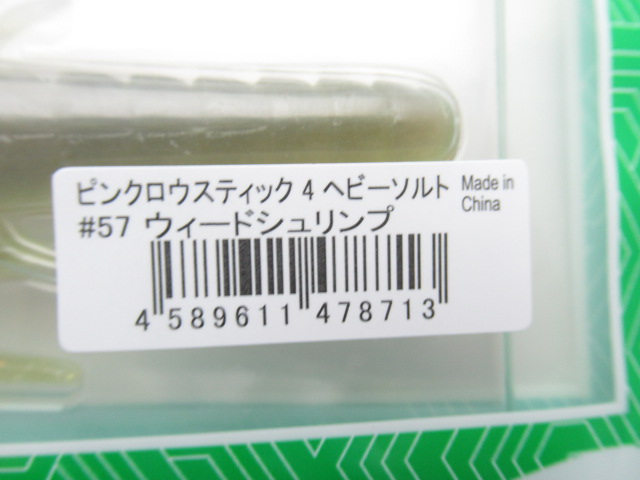 ピンクロウスティック 4 ヘビーソルト
Made in
China
#57 ウィードシュリンプ
4 589611 478713